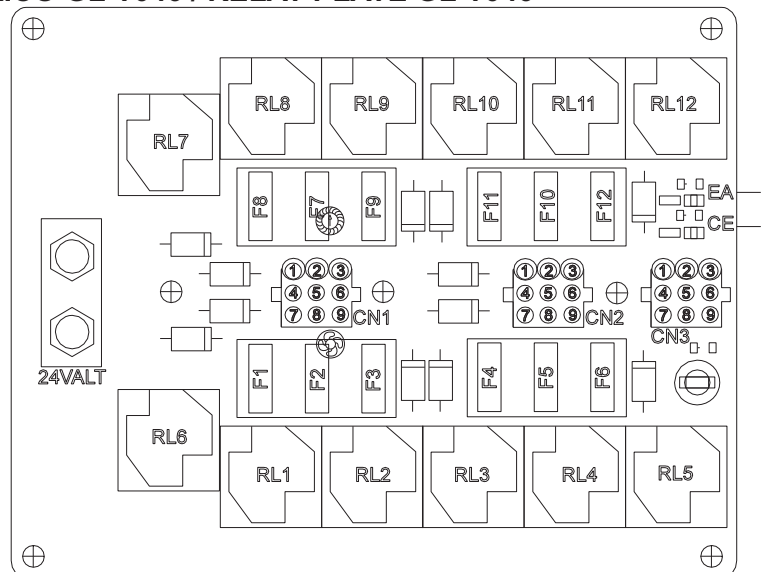 RELAY PLATE
RL8 RL9 RL10 RL11 RL12
RL7
F8 F7 F9 F11 F10 F12
EA
CE
1 2 3 1 2 3 1 2 3
4 5 6 4 5 6 4 5 6
7 8 9 7 8 9 7 8 9
CN1 CN2
CN3
24VALT
F1 F2 F3 F4 F5 F6
RL6
RL1 RL2 RL3 RL4 RL5